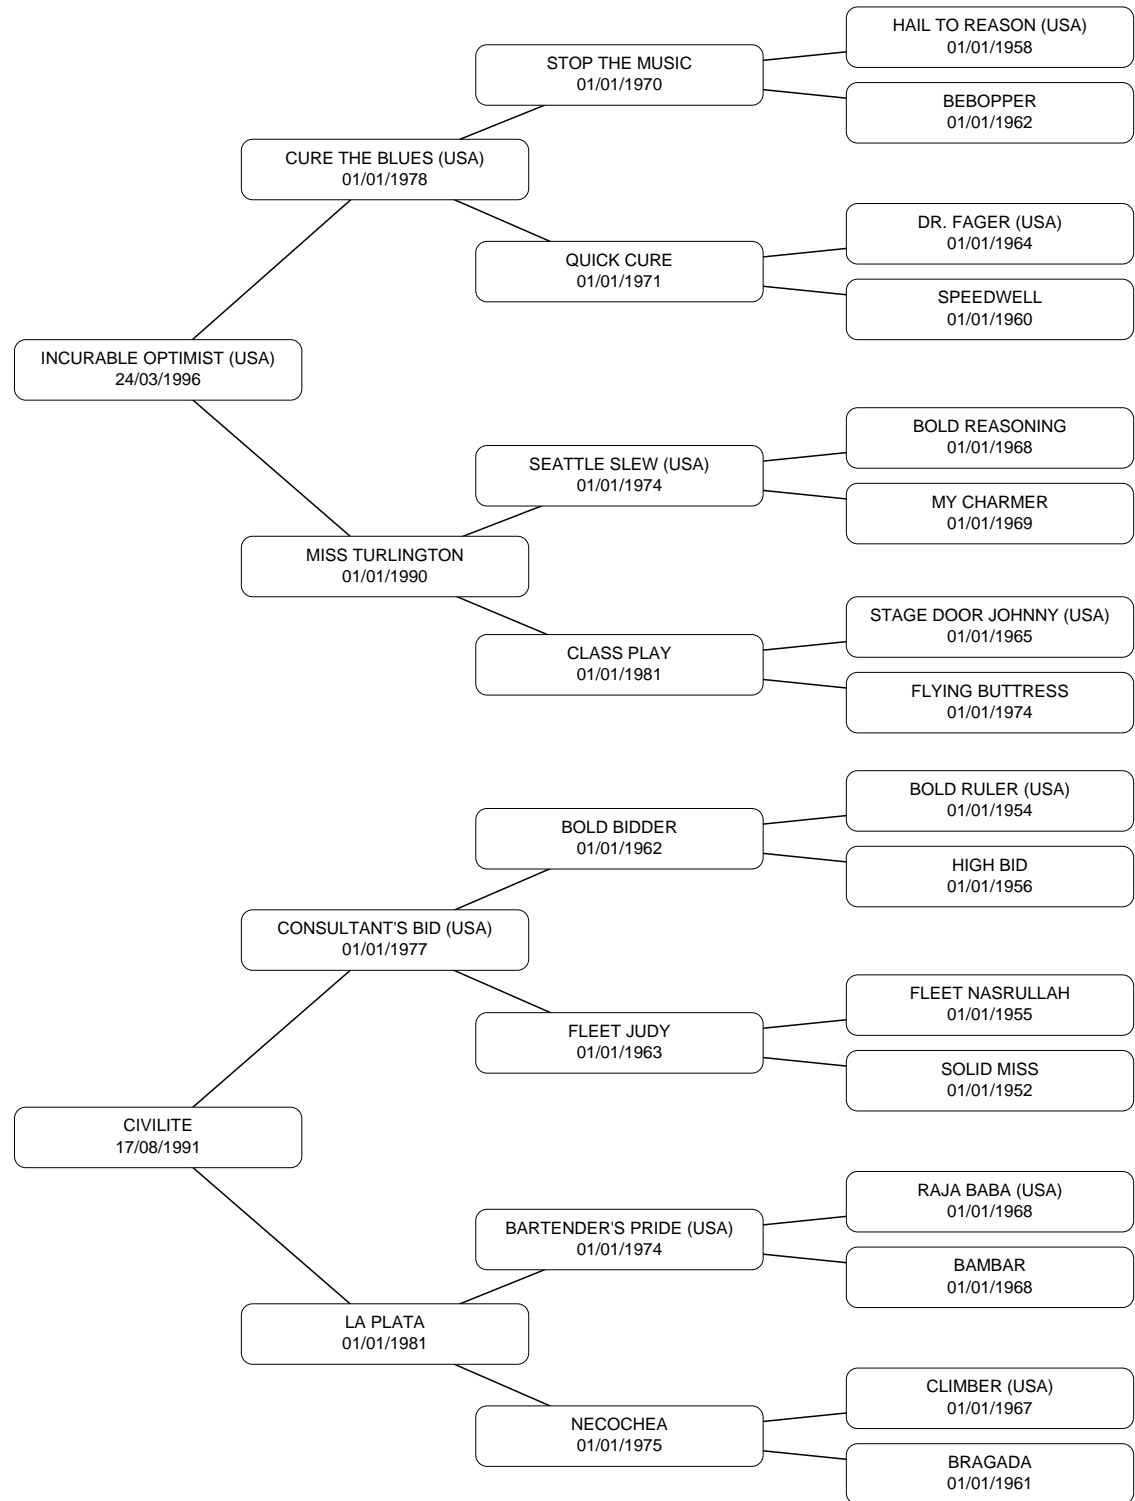 HAIL TO REASON (USA)
01/01/1958
STOP THE MUSIC
01/01/1970
BEBOPPER
01/01/1962
CURE THE BLUES (USA)
01/01/1978
DR. FAGER (USA)
01/01/1964
QUICK CURE
01/01/1971
SPEEDWELL
01/01/1960
INCURABLE OPTIMIST (USA)
24/03/1996
BOLD REASONING
01/01/1968
SEATTLE SLEW (USA)
01/01/1974
MY CHARMER
01/01/1969
MISS TURLINGTON
01/01/1990
STAGE DOOR JOHNNY (USA)
01/01/1965
CLASS PLAY
01/01/1981
FLYING BUTTRESS
01/01/1974
BOLD RULER (USA)
01/01/1954
BOLD BIDDER
01/01/1962
HIGH BID
01/01/1956
CONSULTANT'S BID (USA)
01/01/1977
FLEET NASRULLAH
01/01/1955
FLEET JUDY
01/01/1963
SOLID MISS
01/01/1952
CIVILITE
17/08/1991
RAJA BABA (USA)
01/01/1968
BARTENDER'S PRIDE (USA)
01/01/1974
BAMBAR
01/01/1968
LA PLATA
01/01/1981
CLIMBER (USA)
01/01/1967
NECOCHEA
01/01/1975
BRAGADA
01/01/1961